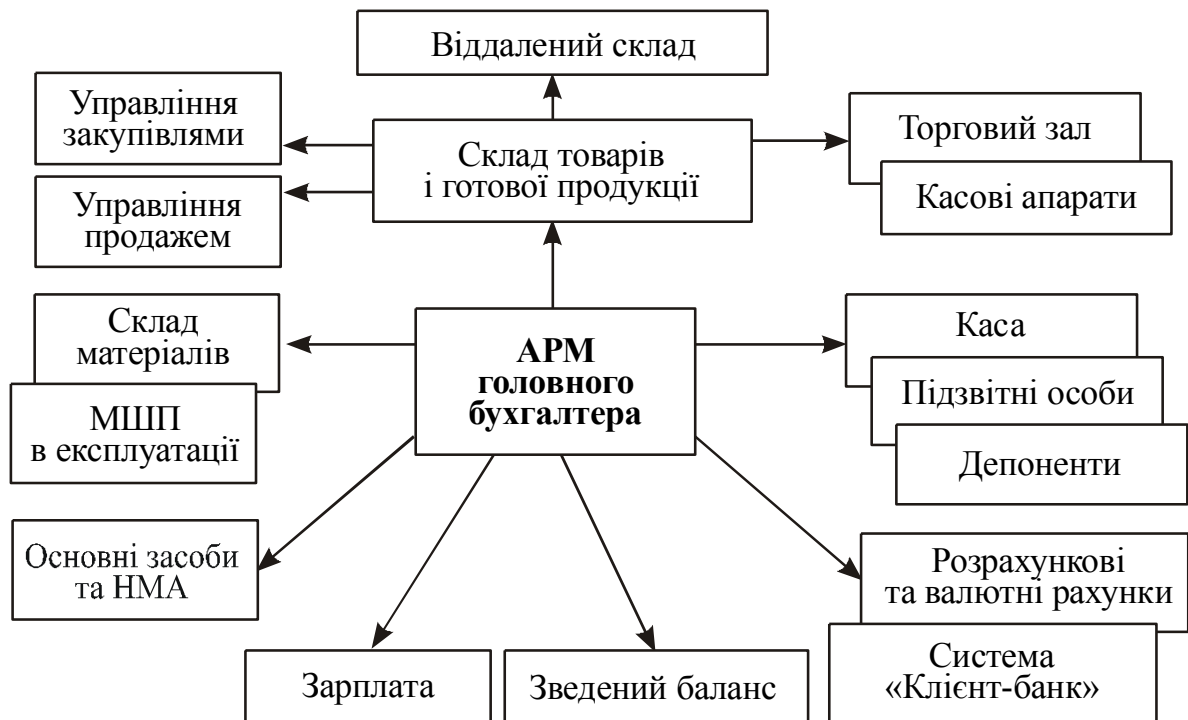 Віддалений склад
Управління
закупівлями
Склад товарів
і готової продукції
Торговий зал
Касові апарати
Управління
продажем
Склад
матеріалів
МШП
в експлуатації
АРМ
головного
бухгалтера
Каса
Підзвітні особи
Депоненти
Основні засоби
та НМА
Розрахункові
та валютні рахунки
Система
«Клієнт-банк»
Зарплата
Зведений баланс